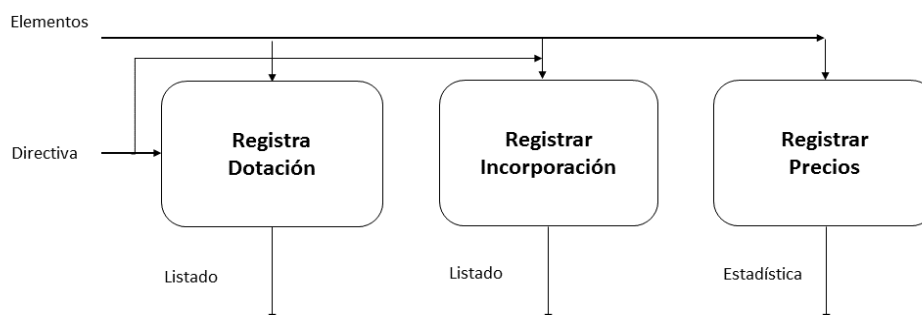 Elementos
Registra
Dotación
Registrar
Incorporación
Registrar
Precios
Directiva
Listado
Listado
Estadística